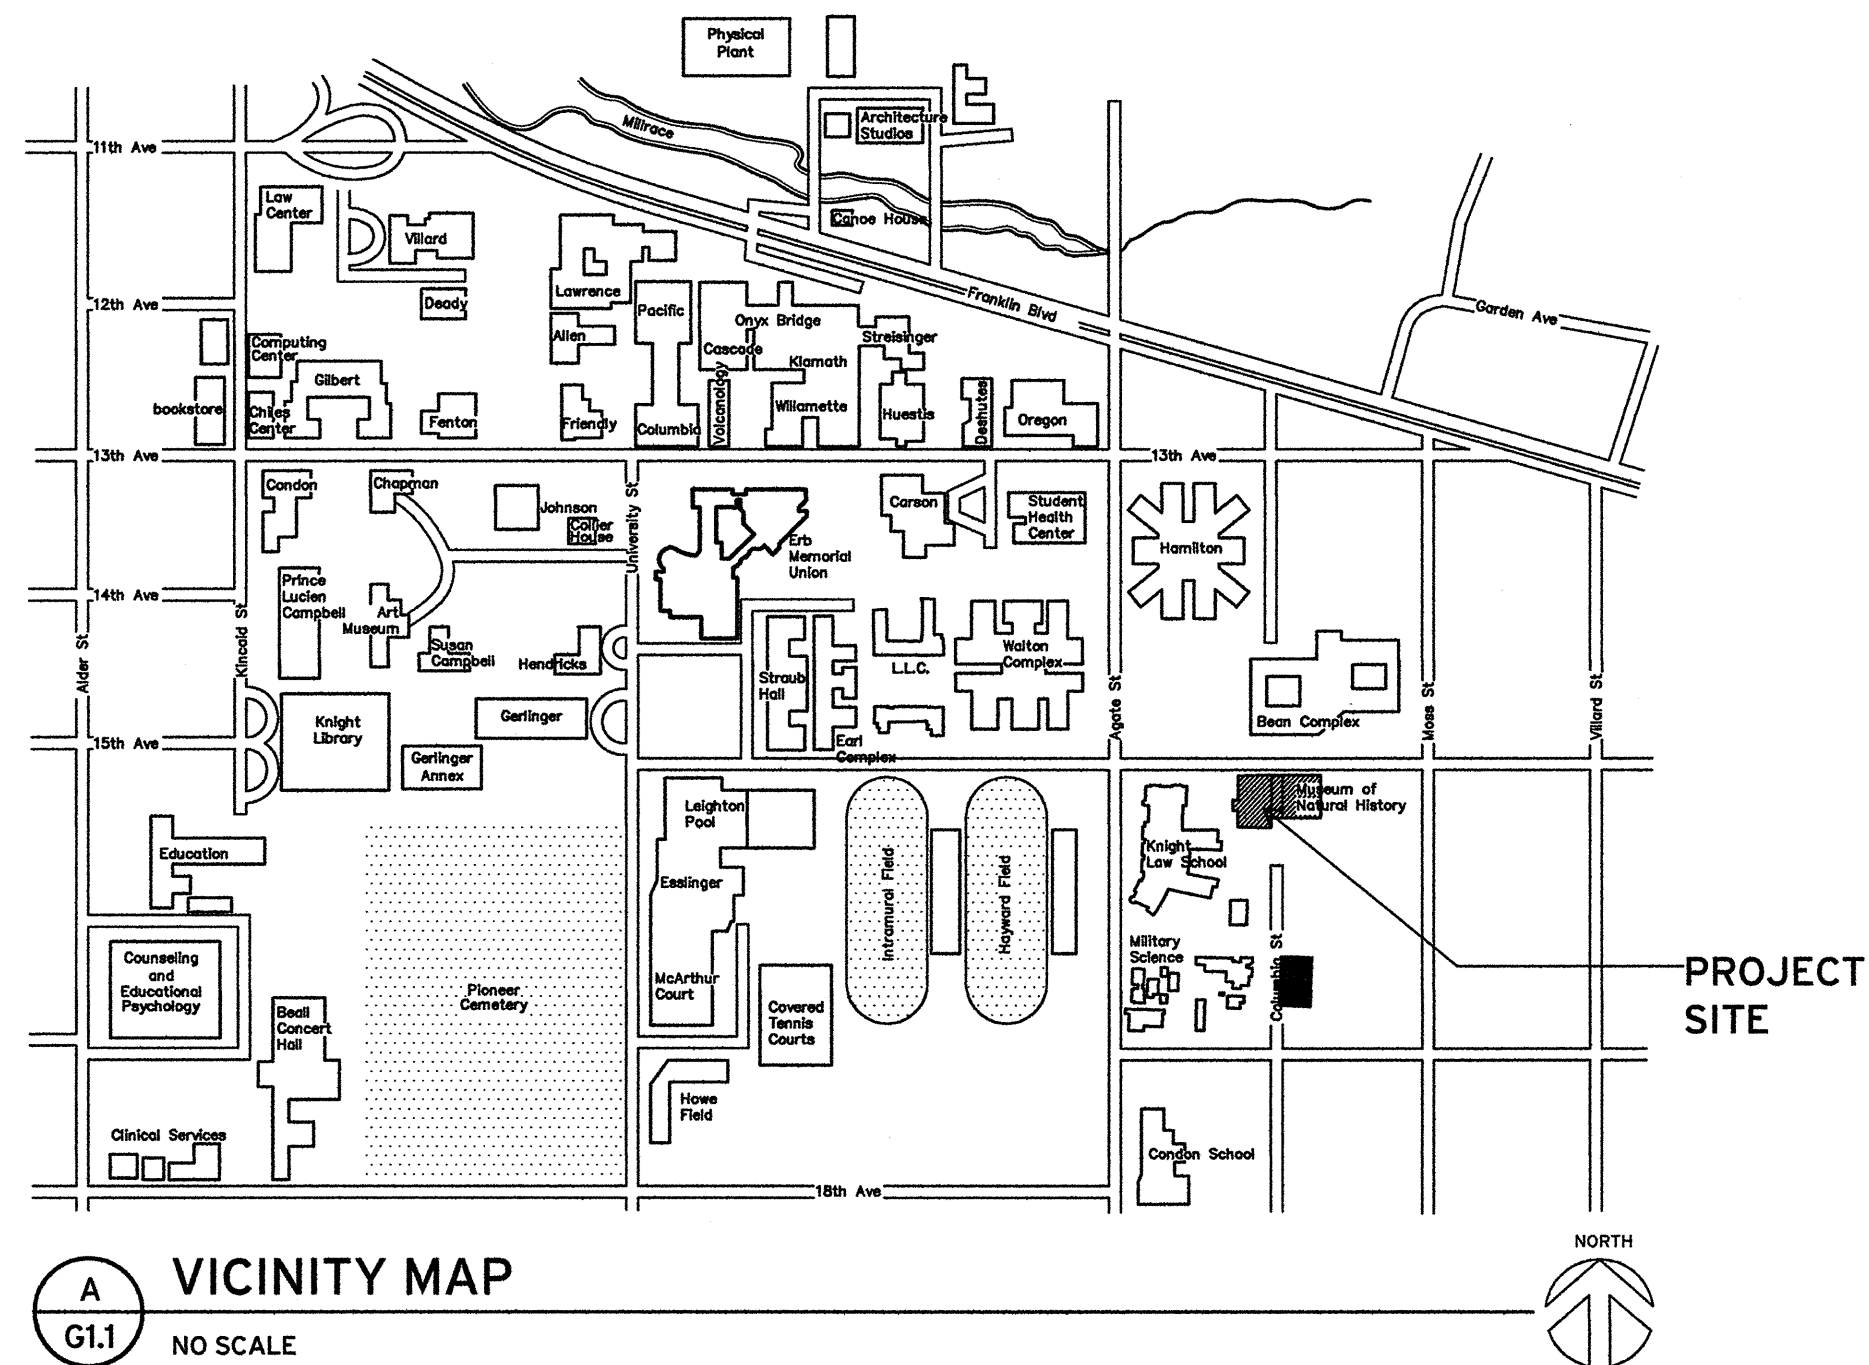 Physical
Plant
Millrace
Architecture
Studios
11th Ave
Law
Center
Villard
Canoe House
Lawrence
Deady
12th Ave
Pacific
Onyx Bridge
Franklin Blvd
Garden Ave
Allen
Computing
Center
Streisinger
Cascade
Klamath
Gilbert
Volcanology
Willamette
bookstore
Chiles
Center
Fenton
Friendly
Columbia
Huestis
Deshutes
Oregon
13th Ave
13th Ave
Condon
Chapman
Johnson
Collier
House
University St
Carson
Student
Health
Center
Erb
Memorial
Union
Hamilton
Prince
Lucien
Campbell
14th Ave
Kincaid St
Alder St
Art
Museum
Susan
Campbell
Hendricks
Straub
Hall
L.L.C.
Walton
Complex
Agate St
Moss St
Villard St
Knight
Library
Gerlinger
Bean Complex
15th Ave
Gerlinger
Annex
Earl
Complex
Leighton
Pool
Museum of
Natural History
Education
Esslinger
Intramural Field
Hayward Field
Knight
Law School
Military
Science
Columbia St
Counseling
and
Educational
Psychology
Pioneer
Cemetery
McArthur
Court
Covered
Tennis
Courts
PROJECT
SITE
Beall
Concert
Hall
Howe
Field
Clinical Services
Condon School
18th Ave
NORTH
A
G1.1
VICINITY MAP
NO SCALE